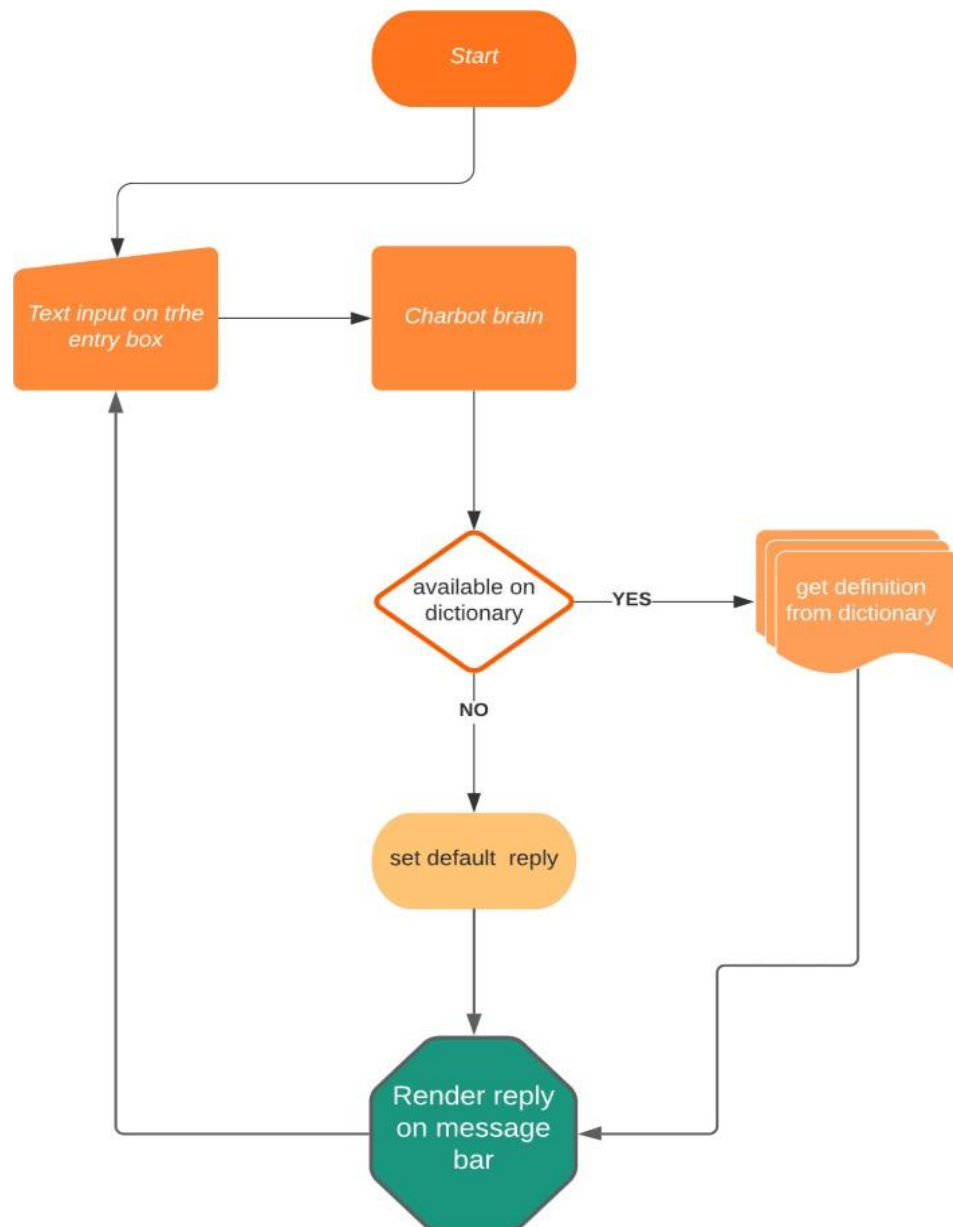 Start
Text input on trhe
entry box
Charbot brain
available on
dictionary
YES
get definition
from dictionary
NO
set default reply
Render reply
on message
bar